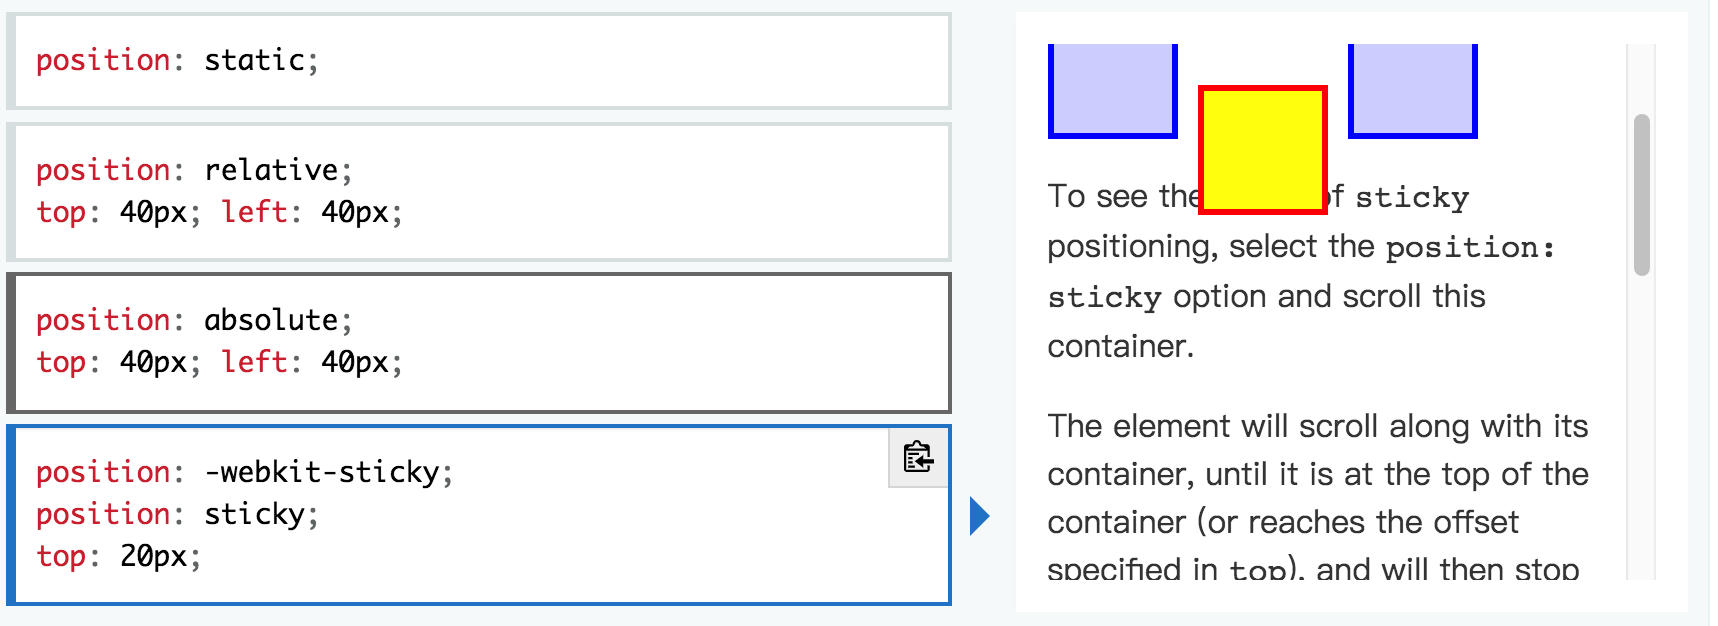 position: static;
position: relative;
top: 40px; left: 40px;
position: absolute;
top: 40px; left: 40px;
position: -webkit-sticky;
position: sticky;
top: 20px;
To see the of sticky
positioning, select the position:
sticky option and scroll this
container.
The element will scroll along with its
container, until it is at the top of the
container (or reaches the offset
specified in top), and will then stop